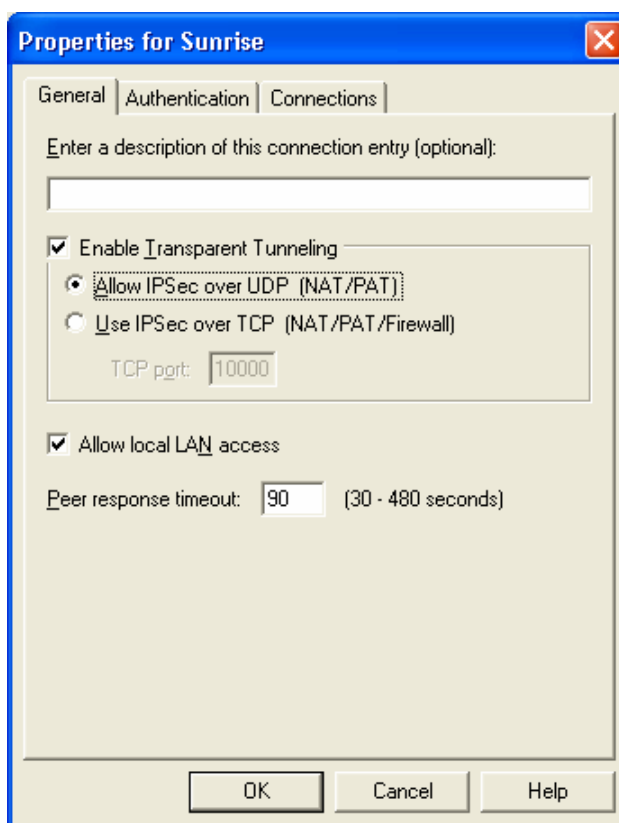 Properties for Sunrise
General Authentication Connections
Enter a description of this connection entry (optional):
Enable Transparent Tunneling
Allow IPSec over UDP (NAT/PAT)
Use IPSec over TCP (NAT/PAT/Firewall)
TCP port: 10000
Allow local LAN access
Peer response timeout: 90 (30 - 480 seconds)
OK Cancel Help